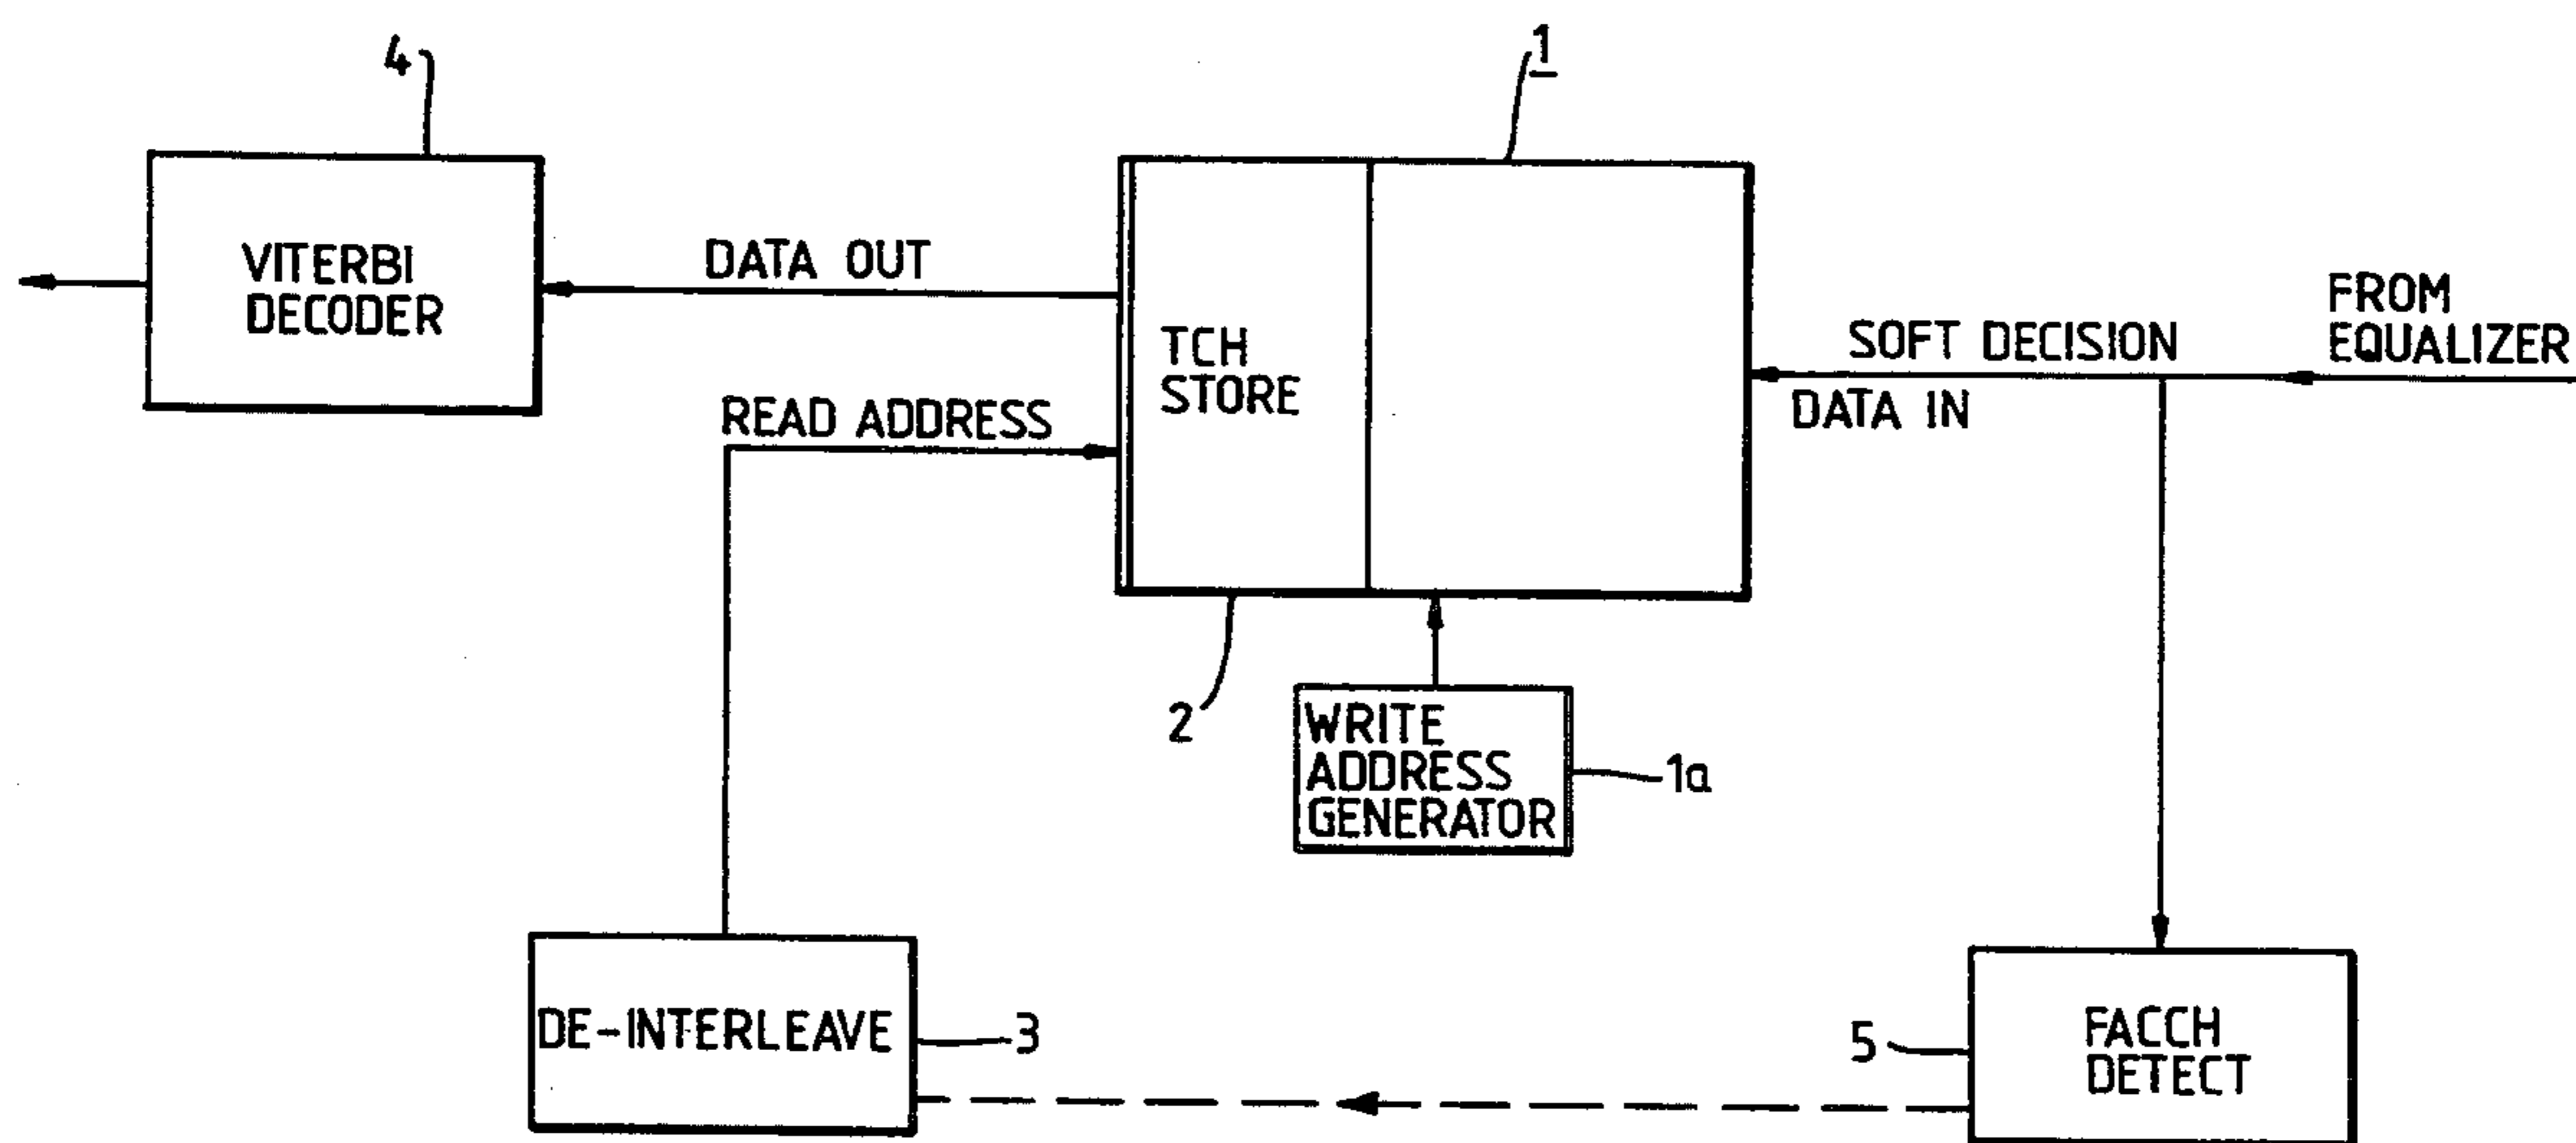 4
1
VITERBI
DECODER
DATA OUT
READ ADDRESS
TCH
STORE
SOFT DECISION
DATA IN
FROM
EQUALIZER
2
WRITE
ADDRESS
GENERATOR
1a
DE-INTERLEAVE
3
5
FACCH
DETECT